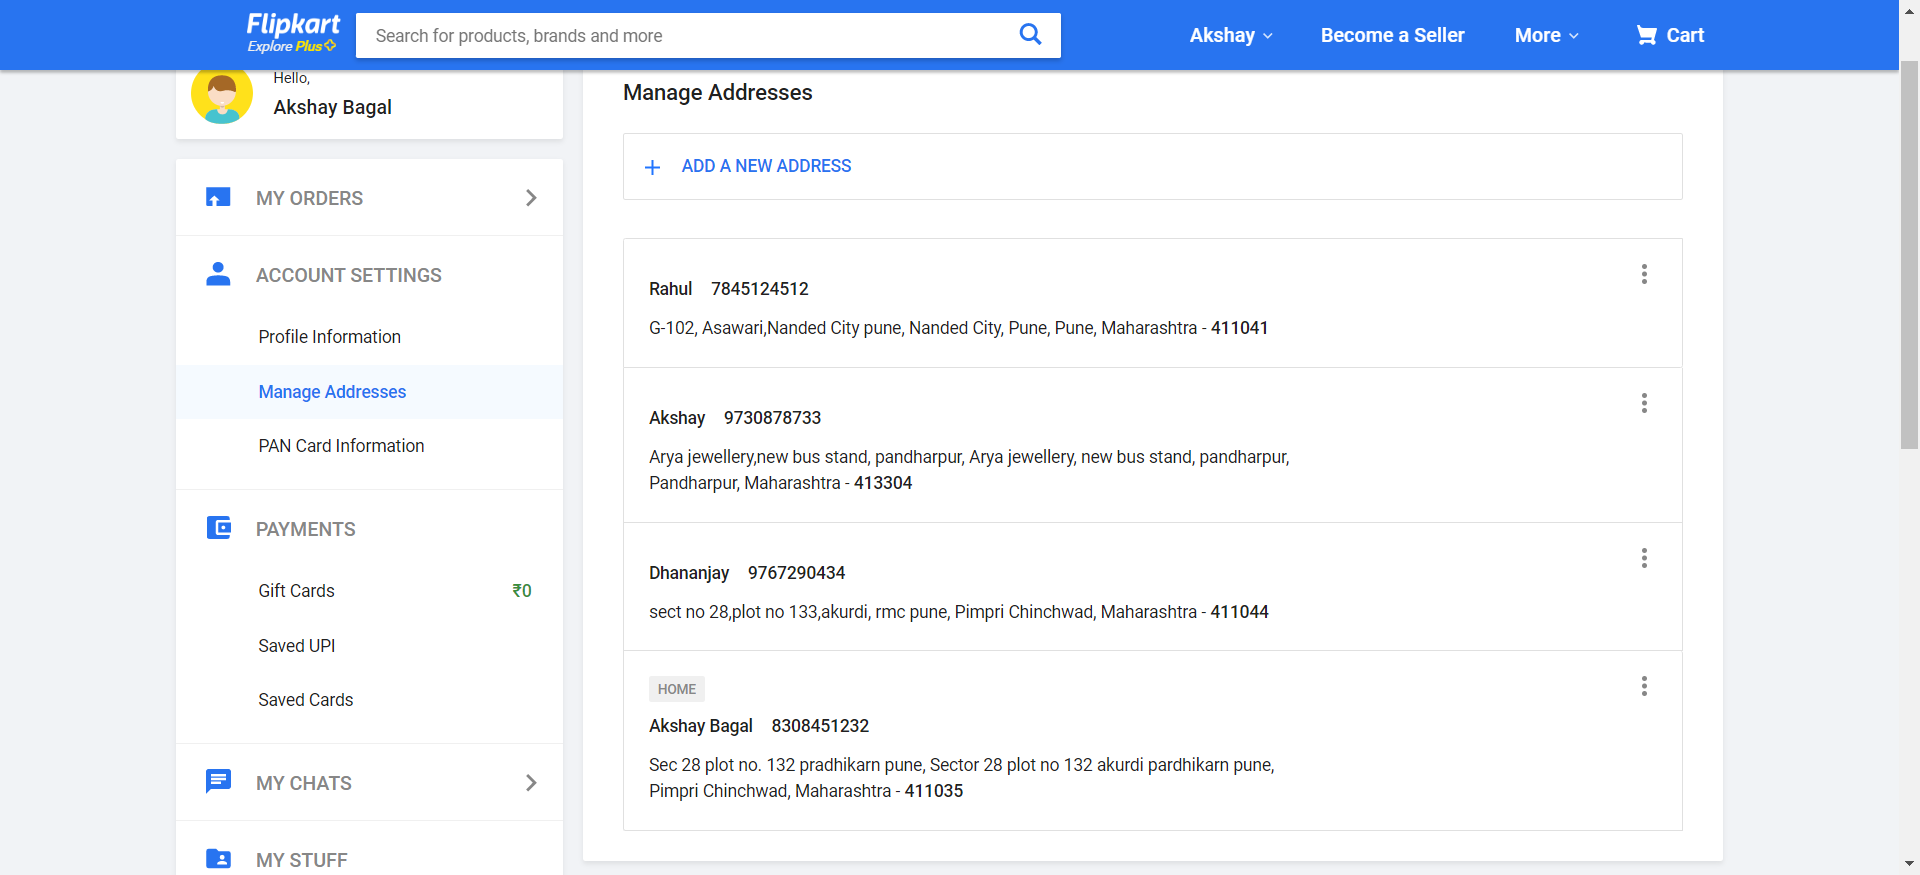 Flipkart
Explore Plus
Search for products, brands and more
Akshay
Become a Seller
More
Cart
Hello,
Akshay Bagal
MY ORDERS
ACCOUNT SETTINGS
Profile Information
Manage Addresses
PAN Card Information
PAYMENTS
Gift Cards ₹0
Saved UPI
Saved Cards
MY CHATS
MY STUFF
Manage Addresses
ADD A NEW ADDRESS
Rahul 7845124512
G-102, Asawari,Nanded City pune, Nanded City, Pune, Pune, Maharashtra - 411041
Akshay 9730878733
Arya jewellery,new bus stand, pandharpur, Arya jewellery, new bus stand, pandharpur,
Pandharpur, Maharashtra - 413304
Dhananjay 9767290434
sect no 28,plot no 133,akurdi, rmc pune, Pimpri Chinchwad, Maharashtra - 411044
HOME
Akshay Bagal 8308451232
Sec 28 plot no. 132 pradhikarn pune, Sector 28 plot no 132 akurdi pardhikarn pune,
Pimpri Chinchwad, Maharashtra - 411035